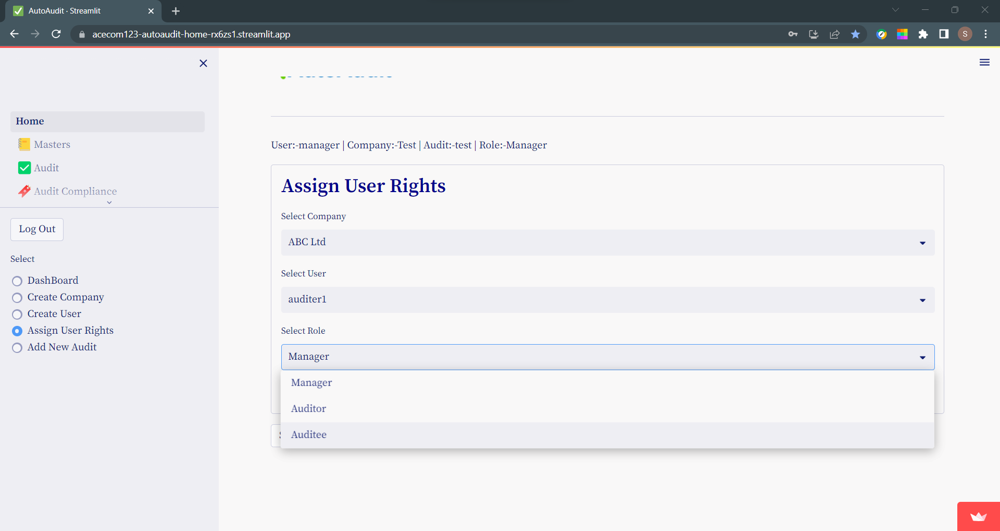 AutoAudit · Streamlit
acecom123-autoaudit-home-rx6zs1.streamlit.app
S
Home
Masters
Audit
Audit Compliance
Log Out
Select
DashBoard
Create Company
Create User
Assign User Rights
Add New Audit
User:-manager | Company:-Test | Audit:-test | Role:-Manager
Assign User Rights
Select Company
ABC Ltd
Select User
auditer1
Select Role
Manager
Manager
Auditor
Auditee